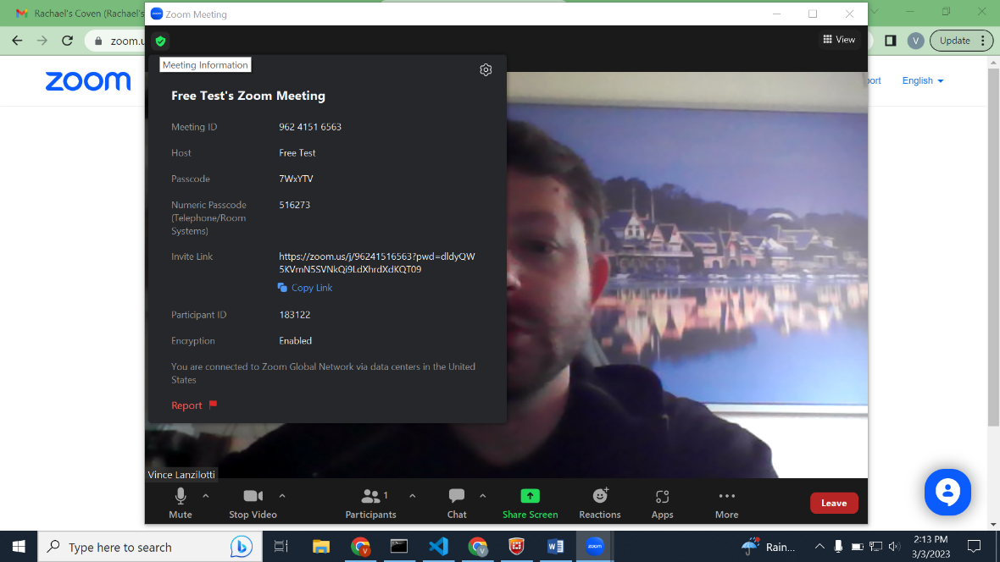 Rachael's Coven (Rachael's
Zoom Meeting
zoom.u
Update
V
View
Meeting Information
zoom
port
English
Free Test's Zoom Meeting
Meeting ID
962 4151 6563
Host
Free Test
Passcode
7WxYTV
Numeric Passcode
(Telephone/Room
Systems)
516273
Invite Link
https://zoom.us/j/96241516563?pwd=dldyQW
5KVmN5SVNkQi9LdXhrdXdKQT09
Copy Link
Participant ID
183122
Encryption
Enabled
You are connected to Zoom Global Network via data centers in the United
States
Report
Vince Lanzilotti
1
Mute
Stop Video
Participants
Chat
Share Screen
Reactions
Apps
More
Leave
Type here to search
Rain...
2:13 PM
3/3/2023